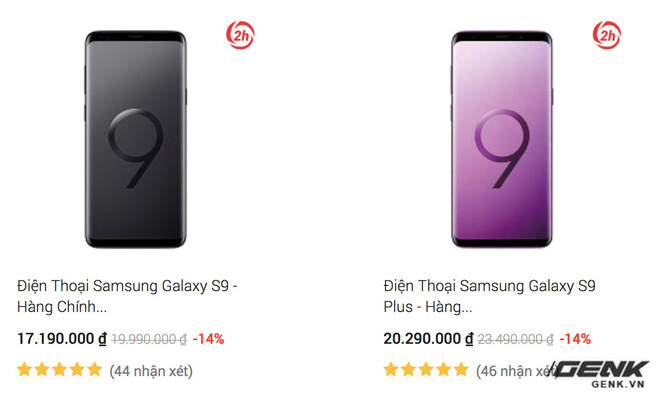 2h
9
Điện Thoại Samsung Galaxy S9 -
Hàng Chính...
17.190.000 ₫ 19.990.000 ₫ -14%
(44 nhận xét)
2h
9
Điện Thoại Samsung Galaxy S9
Plus - Hàng...
20.290.000 ₫ 23.490.000 ₫ -14%
(46 nhận xét)
GENK
GENK.VN